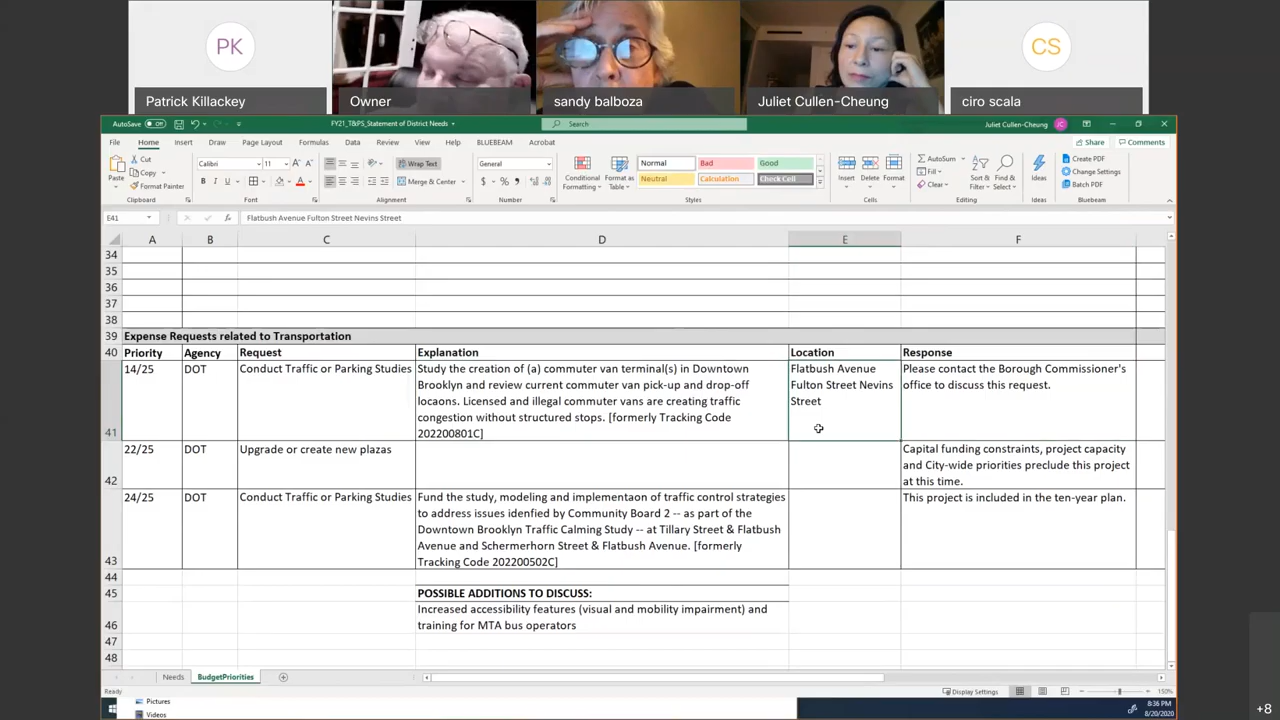 PK
CS
Patrick Killackey
Owner
sandy balboza
Juliet Cullen-Cheung
ciro scala
AutoSave Off
FY21_T&PS_Statement of District Needs
Search
Juliet Cullen-Cheung
JC
File Home Insert Page Layout Formulas Data Review View Help BLUEBEAM Acrobat
Share Comments
Paste
Cut
Copy
Format Painter
Clipboard
Calibri 11
B I U
Font
Wrap Text
Merge & Center
Alignment
General
$ % ,
Number
Conditional Formatting
Format as Table
Normal Bad Good
Neutral Calculation Check Cell
Styles
Insert Delete Format
Cells
AutoSum
Fill
Clear
Sort & Filter
Find & Select
Editing
Ideas
Ideas
Create PDF
Change Settings
Batch PDF
Batch PDF
E41
fx
Flatbush Avenue Fulton Street Nevins Street
A B C D E F
34
35
36
37
38
39 Expense Requests related to Transportation
40 Priority Agency Request Explanation Location Response
41 14/25 DOT Conduct Traffic or Parking Studies
Study the creation of (a) commuter van terminal(s) in Downtown
Brooklyn and review current commuter van pick-up and drop-off
locaons. Licensed and illegal commuter vans are creating traffic
congestion without structured stops. [formerly Tracking Code
202200801C]
Flatbush Avenue
Fulton Street Nevins
Street
Please contact the Borough Commissioner's
office to discuss this request.
42 22/25 DOT Upgrade or create new plazas
Capital funding constraints, project capacity
and City-wide priorities preclude this project
at this time.
43 24/25 DOT Conduct Traffic or Parking Studies
Fund the study, modeling and implementaon of traffic control strategies
to address issues idenfied by Community Board 2 -- as part of the
Downtown Brooklyn Traffic Calming Study -- at Tillary Street & Flatbush
Avenue and Schermerhorn Street & Flatbush Avenue. [formerly
Tracking Code 202200502C]
This project is included in the ten-year plan.
44
45 POSSIBLE ADDITIONS TO DISCUSS:
46 Increased accessibility features (visual and mobility impairment) and
training for MTA bus operators
47
48
Needs BudgetPriorities
Ready
Display Settings
150%
Pictures
Videos
8:36 PM
8/20/2020
+8